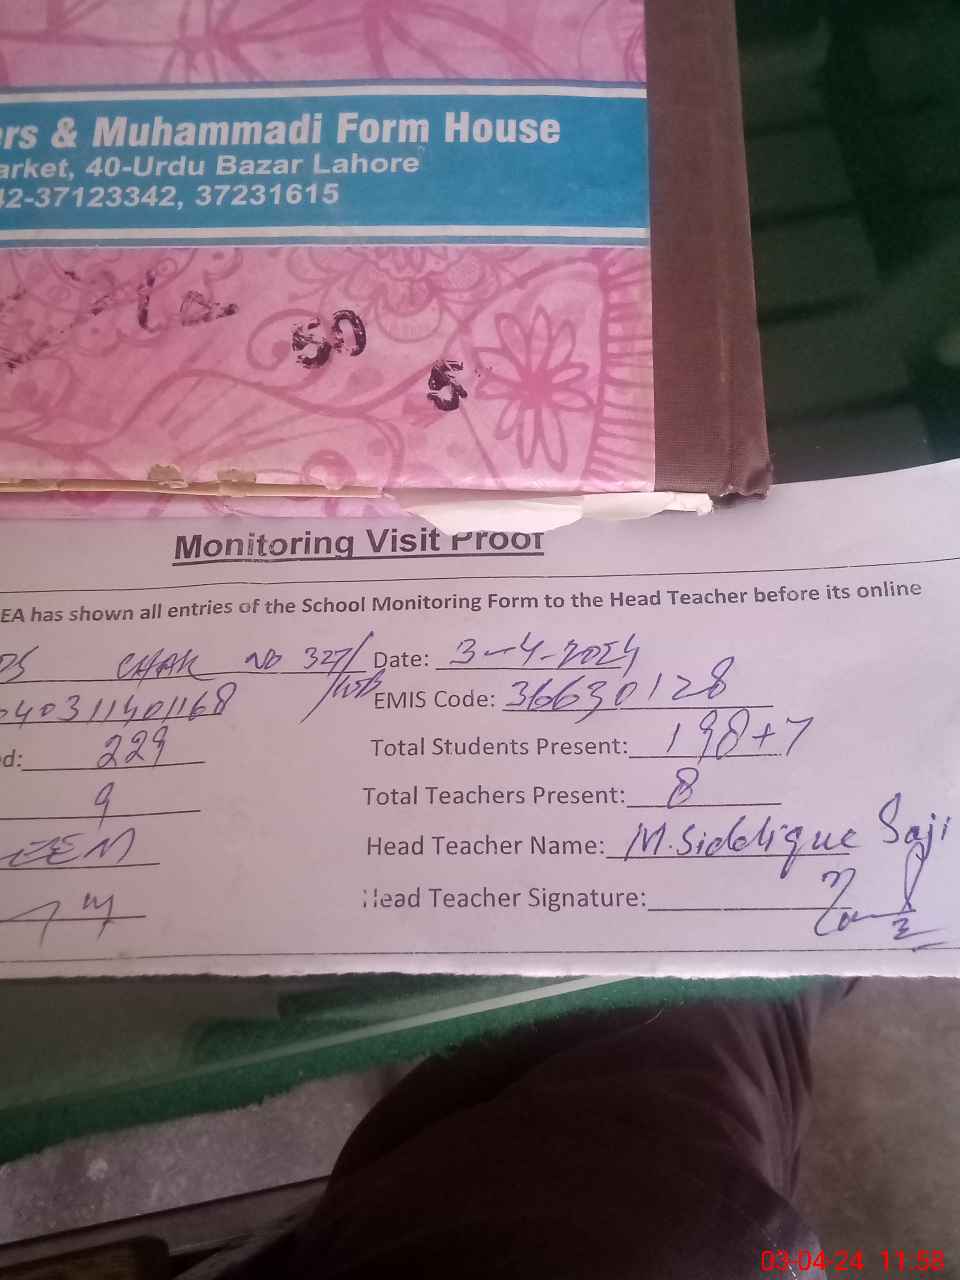 ers & Muhammadi Form House
arket, 40-Urdu Bazar Lahore
42-37123342, 37231615
50
5
Monitoring Visit Proof
EA has shown all entries of the School Monitoring Form to the Head Teacher before its online
CHAK NO 327/ Date: 3-4-2024
/WB
040311401168 EMIS Code: 36630128
d: 229 Total Students Present: 198+7
9 Total Teachers Present: 8
EEM Head Teacher Name: M. Siddique Saji
Head Teacher Signature:
03-04-24 11:58